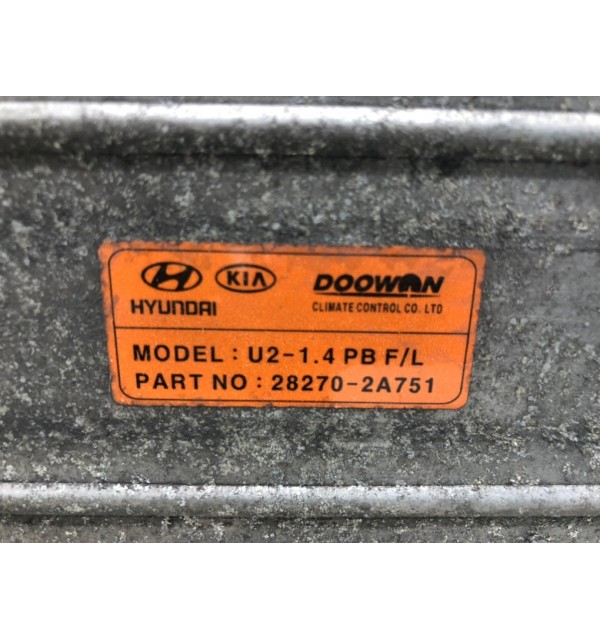 HYUNDAI KIA DOOWON
CLIMATE CONTROL CO. LTD
MODEL : U2-1.4 PB F/L
PART NO : 28270-2A751